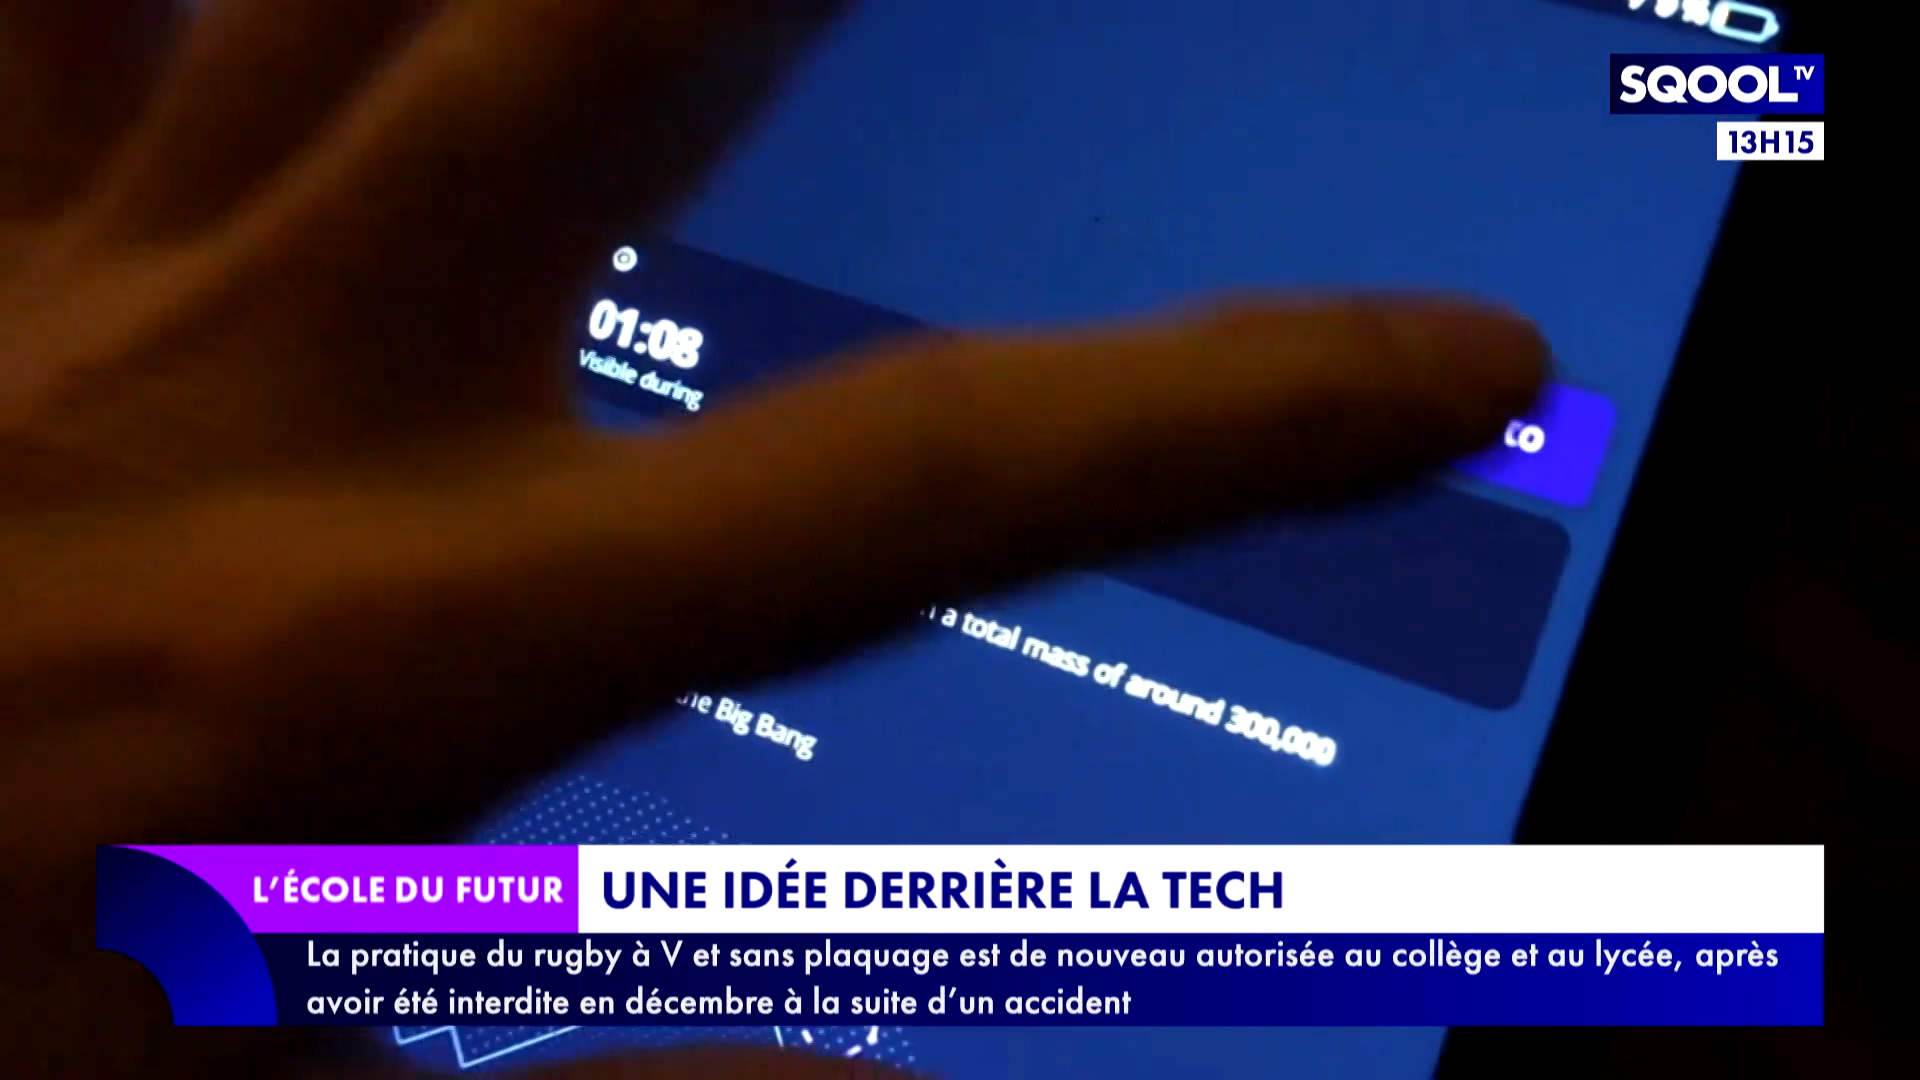 SQOOL TV
13H15
01:08
Visible during
a total mass of around 300,000
Big Bang
L'ÉCOLE DU FUTUR
UNE IDÉE DERRIÈRE LA TECH
La pratique du rugby à V et sans plaquage est de nouveau autorisée au collège et au lycée, après
avoir été interdite en décembre à la suite d'un accident